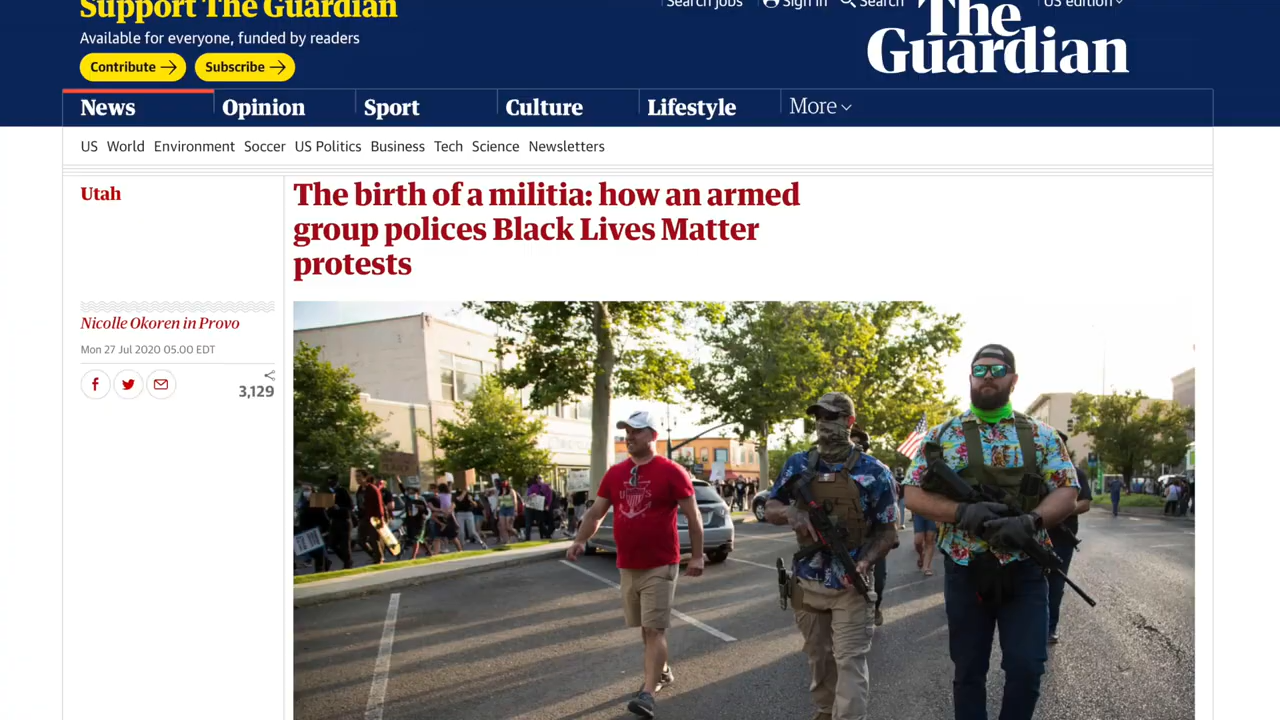 Support The Guardian
Search jobs
Sign in
Search
US edition
Available for everyone, funded by readers
The
Guardian
Contribute
Subscribe
News
Opinion
Sport
Culture
Lifestyle
More
US World Environment Soccer US Politics Business Tech Science Newsletters
Utah
The birth of a militia: how an armed
group polices Black Lives Matter
protests
Nicolle Okoren in Provo
Mon 27 Jul 2020 05.00 EDT
3,129